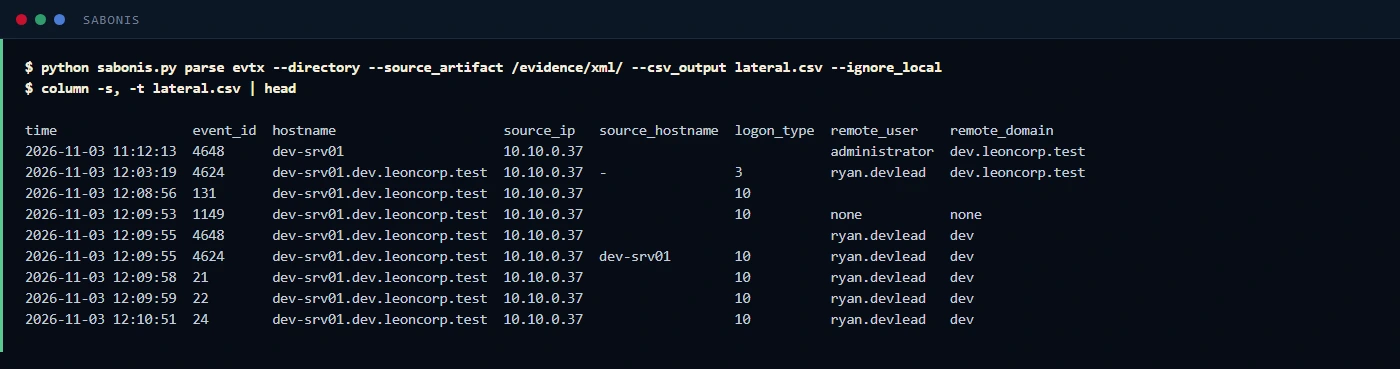 SABONIS
$ python sabonis.py parse evtx --directory --source_artifact /evidence/xml/ --csv_output lateral.csv --ignore_local
$ column -s, -t lateral.csv | head
time                 event_id  hostname                    source_ip   source_hostname  logon_type  remote_user    remote_domain
2026-11-03 11:12:13  4648      dev-srv01                   10.10.0.37                               administrator  dev.leoncorp.test
2026-11-03 12:03:19  4624      dev-srv01.dev.leoncorp.test  10.10.0.37  -                3           ryan.devlead   dev.leoncorp.test
2026-11-03 12:08:56  131       dev-srv01.dev.leoncorp.test  10.10.0.37                   10
2026-11-03 12:09:53  1149      dev-srv01.dev.leoncorp.test  10.10.0.37                   10          none           none
2026-11-03 12:09:55  4648      dev-srv01.dev.leoncorp.test  10.10.0.37                               ryan.devlead   dev
2026-11-03 12:09:55  4624      dev-srv01.dev.leoncorp.test  10.10.0.37  dev-srv01        10          ryan.devlead   dev
2026-11-03 12:09:58  21        dev-srv01.dev.leoncorp.test  10.10.0.37                   10          ryan.devlead   dev
2026-11-03 12:09:59  22        dev-srv01.dev.leoncorp.test  10.10.0.37                   10          ryan.devlead   dev
2026-11-03 12:10:51  24        dev-srv01.dev.leoncorp.test  10.10.0.37                   10          ryan.devlead   dev